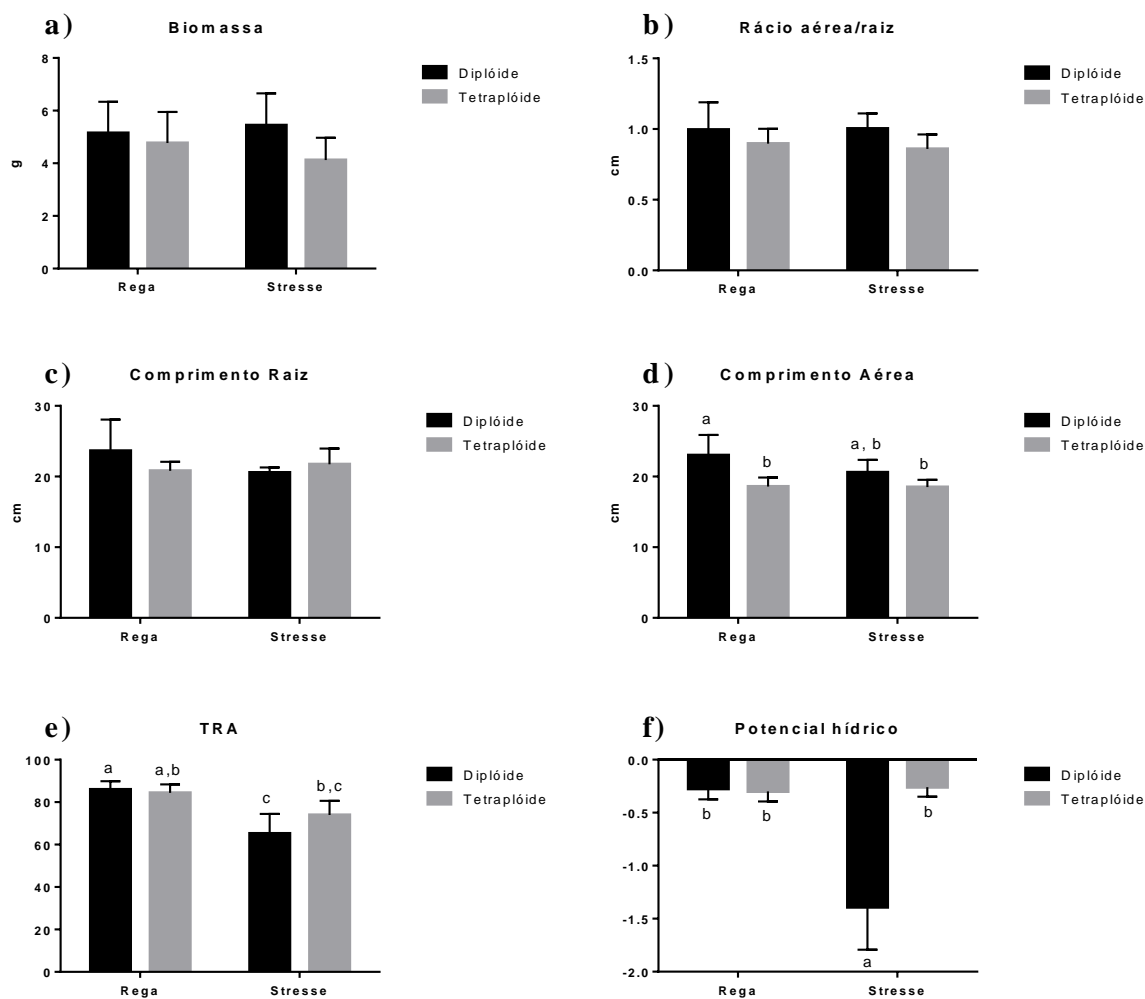 a)
Biomassa
8
6
4
2
0
g
Rega
Stresse
Diplóide
Tetraplóide
b)
Rácio aérea/raiz
1.5
1.0
0.5
0.0
cm
Rega
Stresse
Diplóide
Tetraplóide
c)
Comprimento Raiz
30
20
10
0
cm
Rega
Stresse
Diplóide
Tetraplóide
d)
Comprimento Aérea
30
20
10
0
cm
a
b
a, b
b
Rega
Stresse
Diplóide
Tetraplóide
e)
TRA
100
80
60
40
20
0
a
a,b
c
b,c
Rega
Stresse
Diplóide
Tetraplóide
f)
Potencial hídrico
0.0
-0.5
-1.0
-1.5
-2.0
b
b
a
b
Rega
Stresse
Diplóide
Tetraplóide